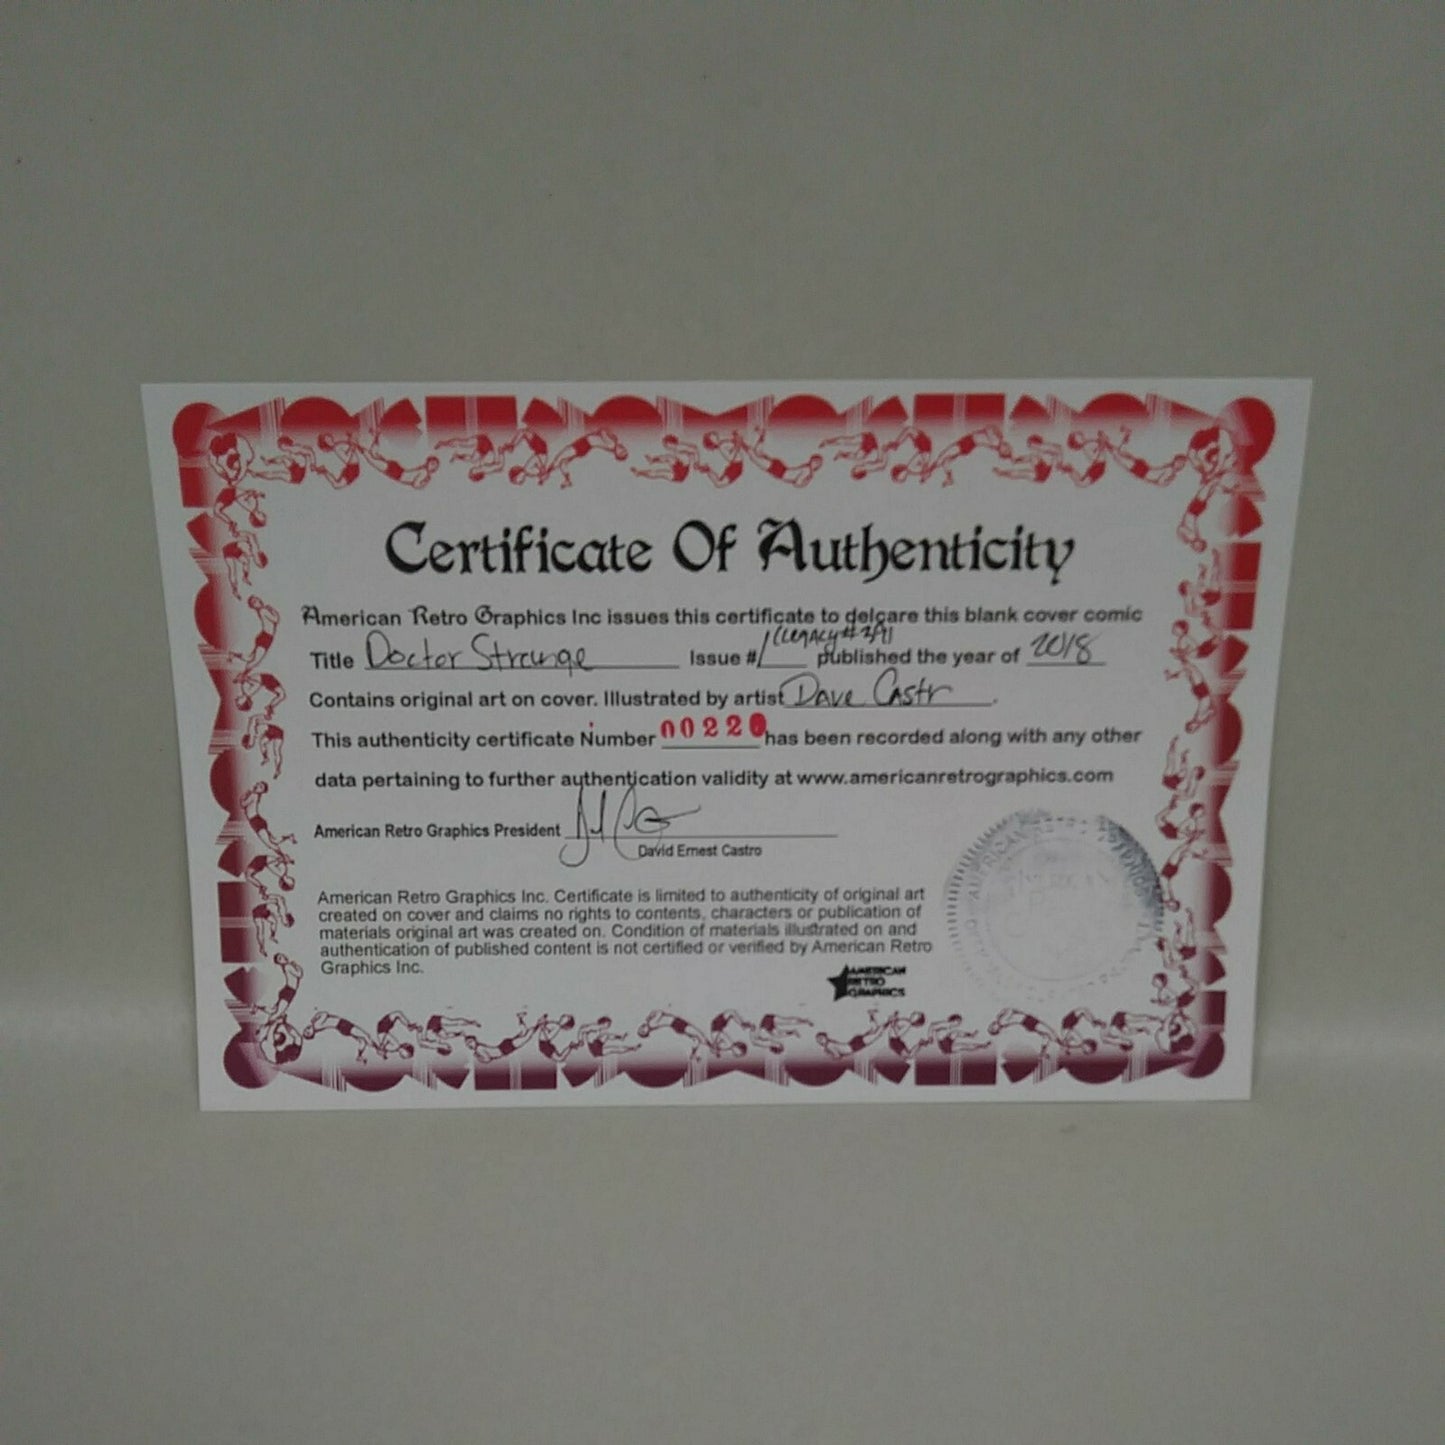 Certificate Of Authenticity
American Retro Graphics Inc issues this certificate to delcare this blank cover comic
Title Doctor Strange Issue #1 (Legacy # 391) published the year of 2018
Contains original art on cover. Illustrated by artist Dave Castr.
This authenticity certificate Number 00220 has been recorded along with any other
data pertaining to further authentication validity at www.americanretrographics.com
American Retro Graphics President
David Ernest Castro
American Retro Graphics Inc. Certificate is limited to authenticity of original art
created on cover and claims no rights to contents, characters or publication of
materials original art was created on. Condition of materials illustrated on and
authentication of published content is not certified or verified by American Retro
Graphics Inc.
AMERICAN
RETRO
GRAPHICS